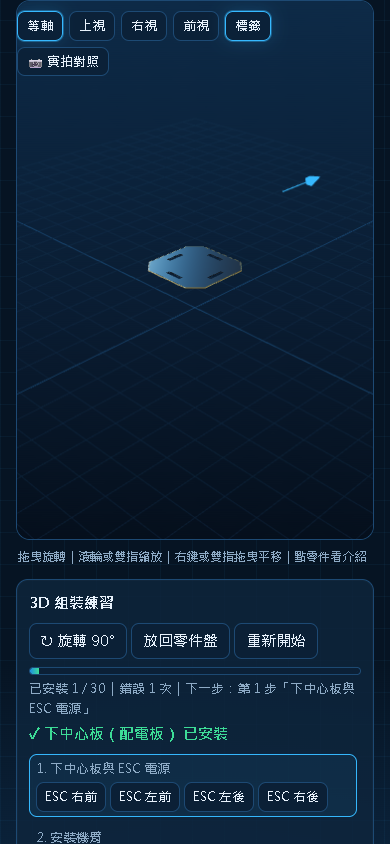 等軸 上視 右視 前視 標籤
📷 實拍對照
拖曳旋轉｜滾輪或雙指縮放｜右鍵或雙指拖曳平移｜點零件看介紹
3D 組裝練習
↻ 旋轉 90° 放回零件盤 重新開始
已安裝 1 / 30｜錯誤 1 次｜下一步：第 1 步「下中心板與
ESC 電源」
✓ 下中心板（配電板）已安裝
1. 下中心板與 ESC 電源
ESC 右前 ESC 左前 ESC 左後 ESC 右後
2. 安裝機臂